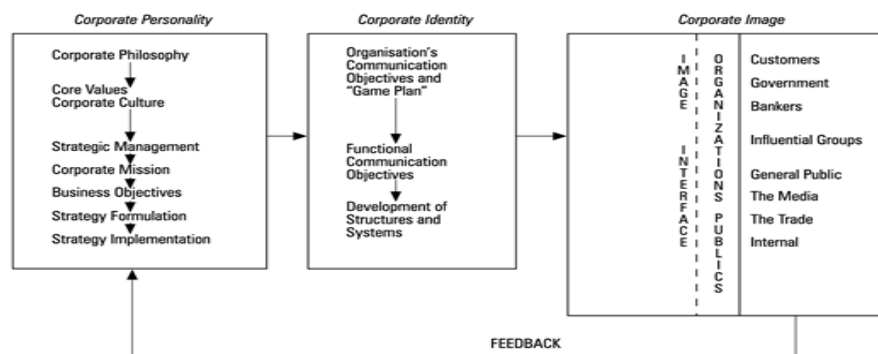 Corporate Personality
Corporate Philosophy
Core Values
Corporate Culture
Strategic Management
Corporate Mission
Business Objectives
Strategy Formulation
Strategy Implementation
Corporate Identity
Organisation's
Communication
Objectives and
"Game Plan"
Functional
Communication
Objectives
Development of
Structures and
Systems
Corporate Image
IMAGE INTERFACE
ORGANIZATIONS PUBLICS
Customers
Government
Bankers
Influential Groups
General Public
The Media
The Trade
Internal
FEEDBACK